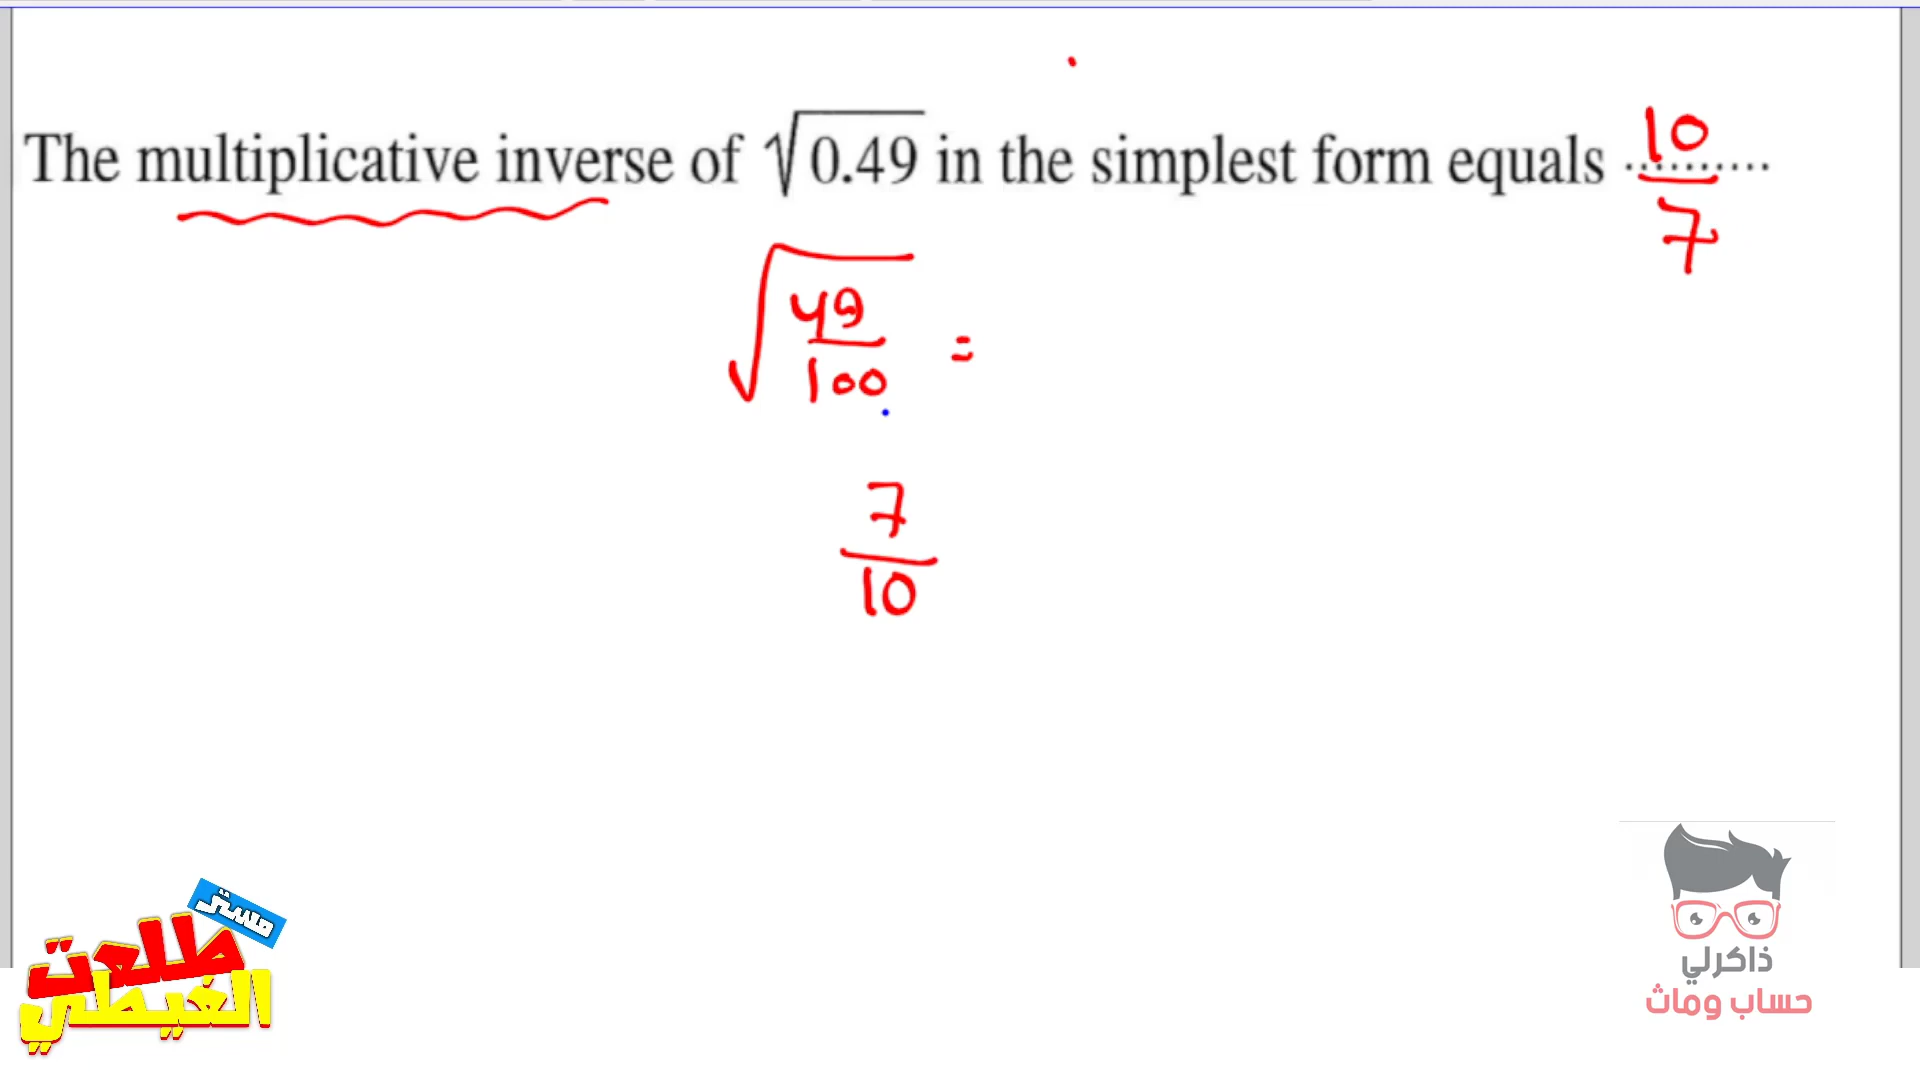 The multiplicative inverse of √0.49 in the simplest form equals ..........
10
7
√49
100 =
7
10
مستر
طلعت
الغيطي
ذاكرلي
حساب وماث